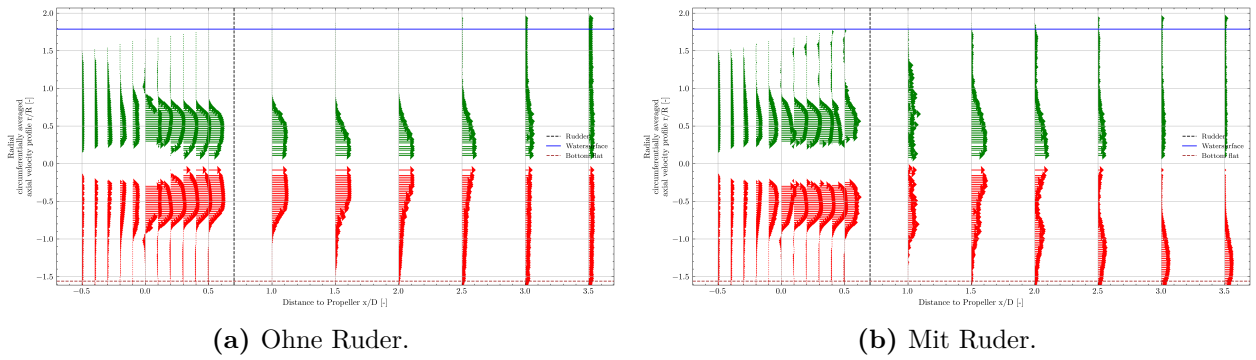 2.0
1.5
1.0
0.5
0.0
−0.5
−1.0
−1.5
Radial
circumferentially averaged
axial velocity profile r/R [-]
Rudder
Watersurface
Bottom flat
−0.5 0.0 0.5 1.0 1.5 2.0 2.5 3.0 3.5
Distance to Propeller x/D [-]
(a) Ohne Ruder.
2.0
1.5
1.0
0.5
0.0
−0.5
−1.0
−1.5
Radial
circumferentially averaged
axial velocity profile r/R [-]
Rudder
Watersurface
Bottom flat
−0.5 0.0 0.5 1.0 1.5 2.0 2.5 3.0 3.5
Distance to Propeller x/D [-]
(b) Mit Ruder.